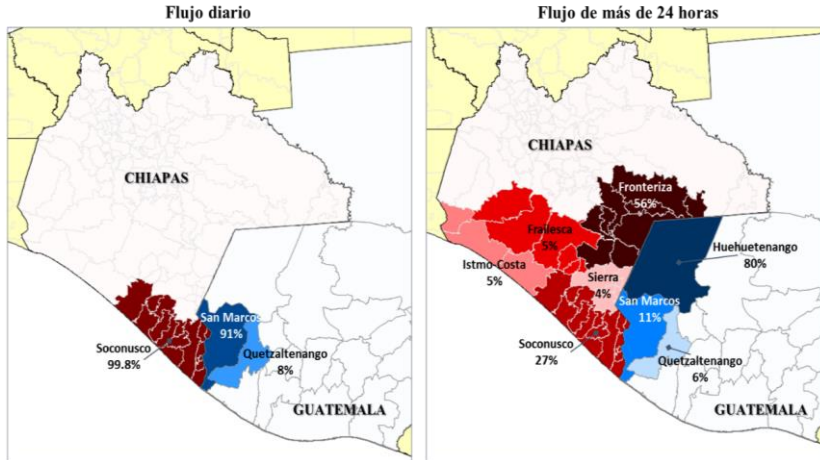 Flujo diario
CHIAPAS
San Marcos
91%
Quetzaltenango
8%
Soconusco
99.8%
GUATEMALA
Flujo de más de 24 horas
CHIAPAS
Fronteriza
56%
Frailesca
5%
Huehuetenango
80%
Istmo-Costa
5%
Sierra
4%
San Marcos
11%
Soconusco
27%
Quetzaltenango
6%
GUATEMALA